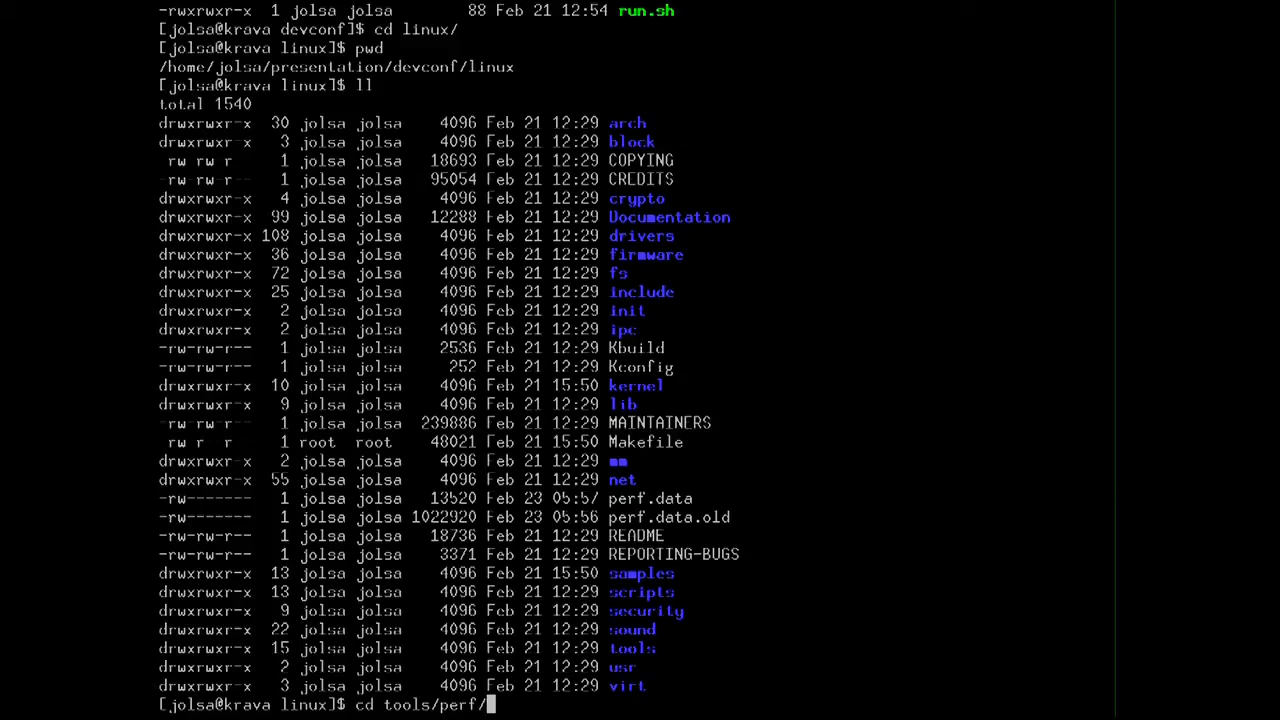 -rwxrwxr-x  1 jolsa jolsa        88 Feb 21 12:54 run.sh
[jolsa@krava devconf]$ cd linux/
[jolsa@krava linux]$ pwd
/home/jolsa/presentation/devconf/linux
[jolsa@krava linux]$ ll
total 1540
drwxrwxr-x  30 jolsa jolsa    4096 Feb 21 12:29 arch
drwxrwxr-x   3 jolsa jolsa    4096 Feb 21 12:29 block
 rw rw r     1 jolsa jolsa   18693 Feb 21 12:29 COPYING
 rw rw r     1 jolsa jolsa   95054 Feb 21 12:29 CREDITS
drwxrwxr-x   4 jolsa jolsa    4096 Feb 21 12:29 crypto
drwxrwxr-x  99 jolsa jolsa   12288 Feb 21 12:29 Documentation
drwxrwxr-x 108 jolsa jolsa    4096 Feb 21 12:29 drivers
drwxrwxr-x  36 jolsa jolsa    4096 Feb 21 12:29 firmware
drwxrwxr-x  72 jolsa jolsa    4096 Feb 21 12:29 fs
drwxrwxr-x  25 jolsa jolsa    4096 Feb 21 12:29 include
drwxrwxr-x   2 jolsa jolsa    4096 Feb 21 12:29 init
drwxrwxr-x   2 jolsa jolsa    4096 Feb 21 12:29 ipc
-rw-rw-r--   1 jolsa jolsa    2536 Feb 21 12:29 Kbuild
-rw-rw-r--   1 jolsa jolsa     252 Feb 21 12:29 Kconfig
drwxrwxr-x  10 jolsa jolsa    4096 Feb 21 15:50 kernel
drwxrwxr-x   9 jolsa jolsa    4096 Feb 21 12:29 lib
-rw-rw-r--   1 jolsa jolsa  239886 Feb 21 12:29 MAINTAINERS
 rw r  r     1 root  root    48021 Feb 21 15:50 Makefile
drwxrwxr-x   2 jolsa jolsa    4096 Feb 21 12:29 mm
drwxrwxr-x  55 jolsa jolsa    4096 Feb 21 12:29 net
-rw-------   1 jolsa jolsa   13520 Feb 23 05:57 perf.data
-rw-------   1 jolsa jolsa 1022920 Feb 23 05:56 perf.data.old
-rw-rw-r--   1 jolsa jolsa   18736 Feb 21 12:29 README
-rw-rw-r--   1 jolsa jolsa    3371 Feb 21 12:29 REPORTING-BUGS
drwxrwxr-x  13 jolsa jolsa    4096 Feb 21 15:50 samples
drwxrwxr-x  13 jolsa jolsa    4096 Feb 21 12:29 scripts
drwxrwxr-x   9 jolsa jolsa    4096 Feb 21 12:29 security
drwxrwxr-x  22 jolsa jolsa    4096 Feb 21 12:29 sound
drwxrwxr-x  15 jolsa jolsa    4096 Feb 21 12:29 tools
drwxrwxr-x   2 jolsa jolsa    4096 Feb 21 12:29 usr
drwxrwxr-x   3 jolsa jolsa    4096 Feb 21 12:29 virt
[jolsa@krava linux]$ cd tools/perf/